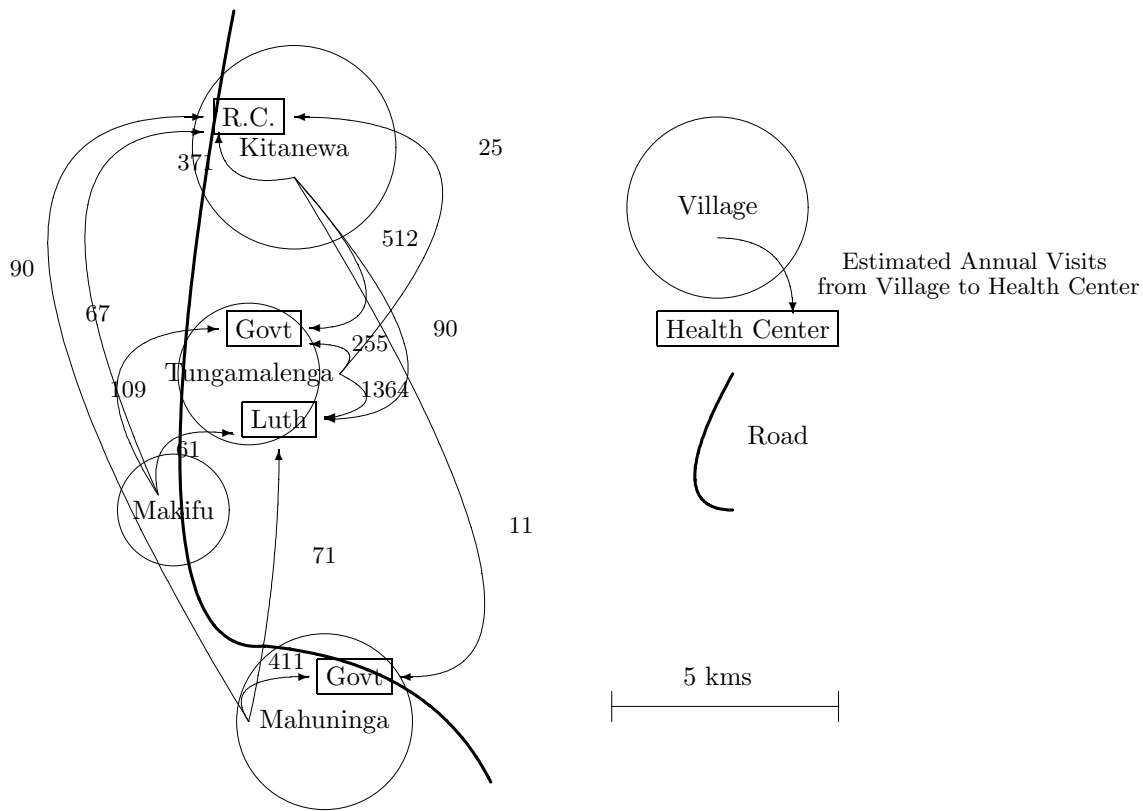 R.C.
Kitanewa
371
25
512
90
67
Govt
255
90
Tungamalenga
109
1364
Luth
61
Makifu
11
71
411
Govt
Mahuninga
Village
Estimated Annual Visits
from Village to Health Center
Health Center
Road
5 kms